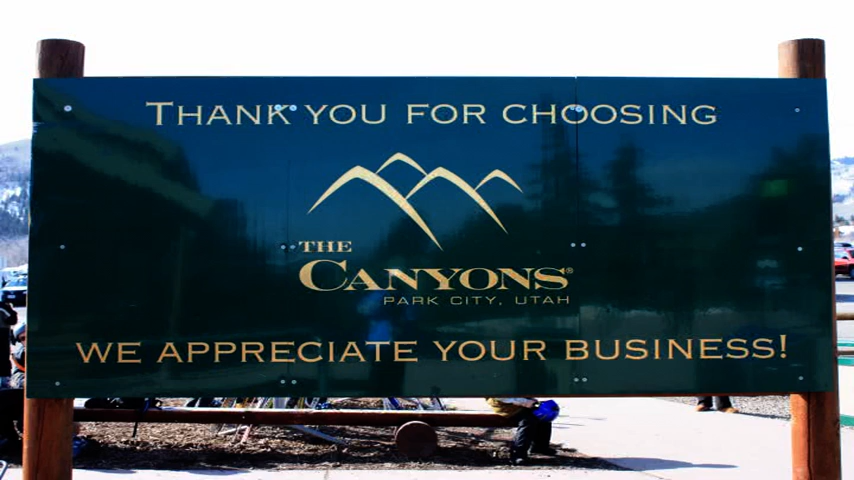 THANK YOU FOR CHOOSING
THE
CANYONS®
PARK CITY, UTAH
WE APPRECIATE YOUR BUSINESS!